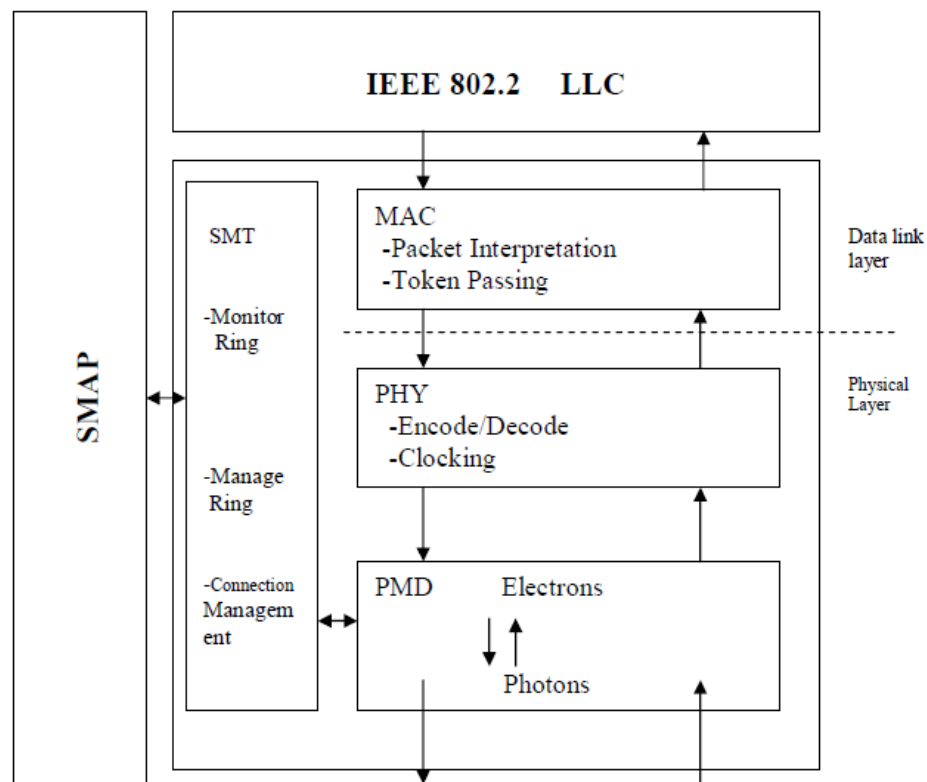 IEEE 802.2 LLC
SMAP
SMT
-Monitor
Ring
-Manage
Ring
-Connection
Managem
ent
MAC
-Packet Interpretation
-Token Passing
Data link
layer
PHY
-Encode/Decode
-Clocking
Physical
Layer
PMD Electrons
Photons